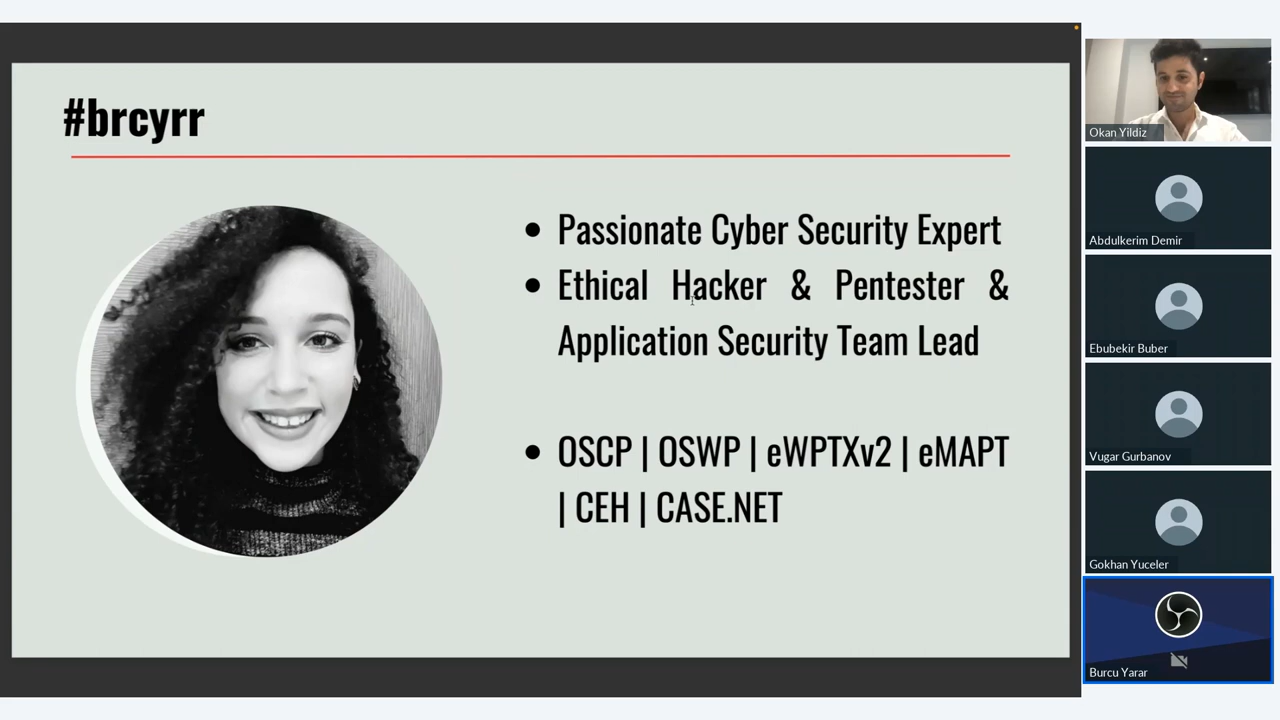 #brcyrr
Passionate Cyber Security Expert
Ethical Hacker & Pentester &
Application Security Team Lead
OSCP | OSWP | eWPTXv2 | eMAPT
| CEH | CASE.NET
Okan Yildiz
Abdulkerim Demir
Ebubekir Buber
Vugar Gurbanov
Gokhan Yuceler
Burcu Yarar